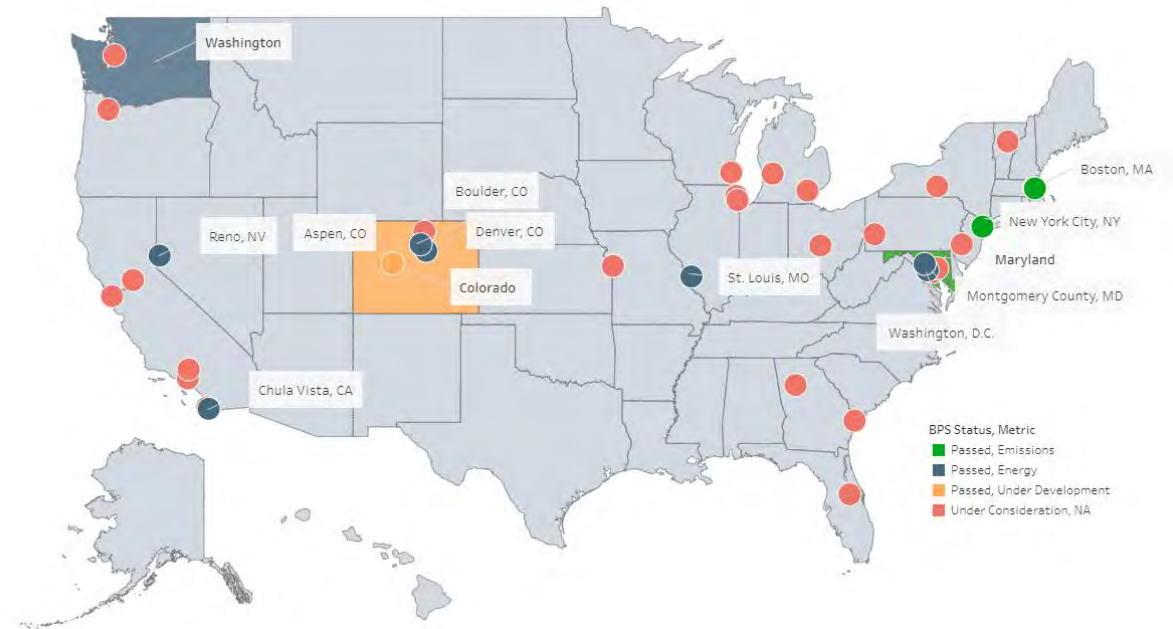 Washington
Boston, MA
Boulder, CO
New York City, NY
Reno, NV
Aspen, CO
Denver, CO
Maryland
St. Louis, MO
Colorado
Montgomery County, MD
Washington, D.C.
Chula Vista, CA
BPS Status, Metric
Passed, Emissions
Passed, Energy
Passed, Under Development
Under Consideration, NA